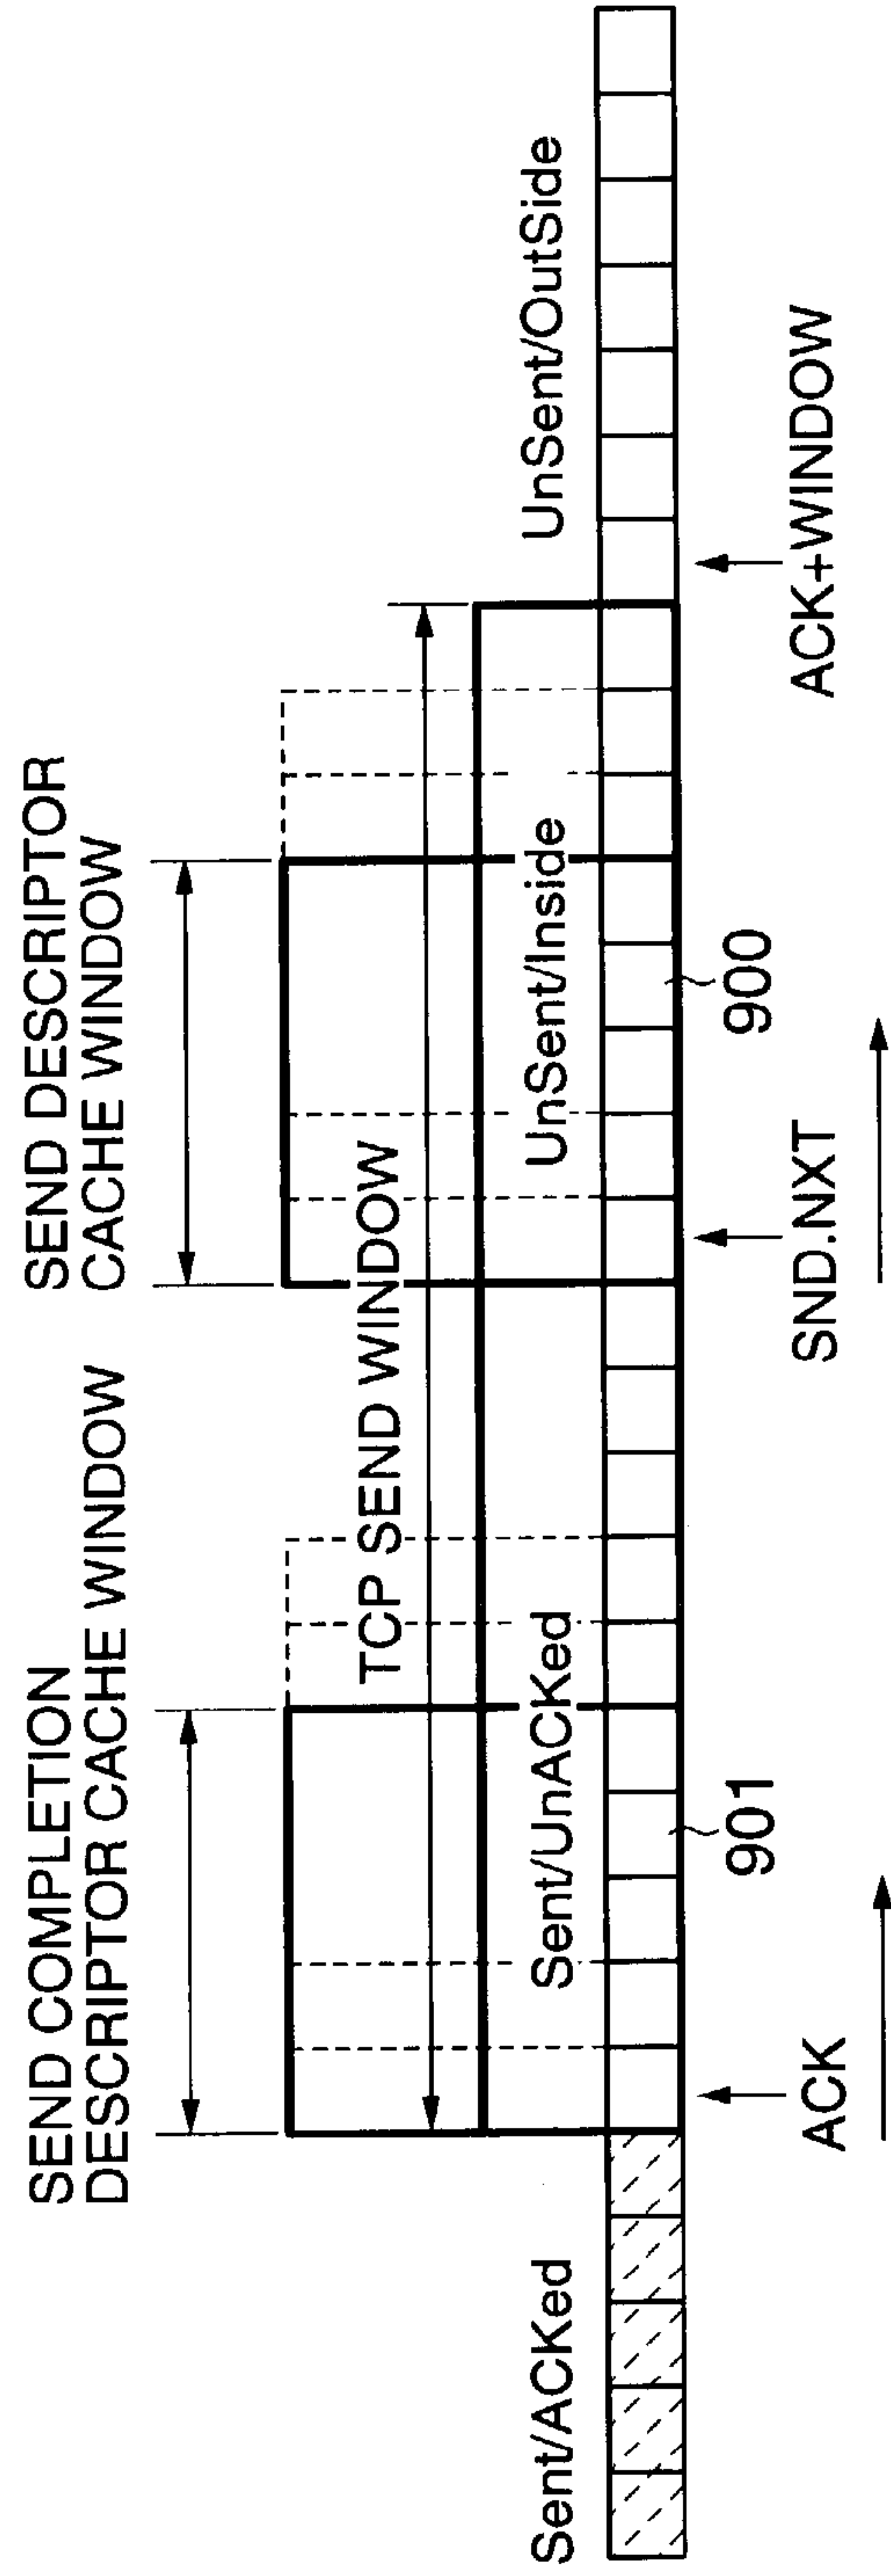 SEND COMPLETION
DESCRIPTOR CACHE WINDOW
SEND DESCRIPTOR
CACHE WINDOW
TCP SEND WINDOW
Sent/ACKed
Sent/UnACKed
UnSent/Inside
UnSent/OutSide
901
900
ACK
SND.NXT
ACK+WINDOW